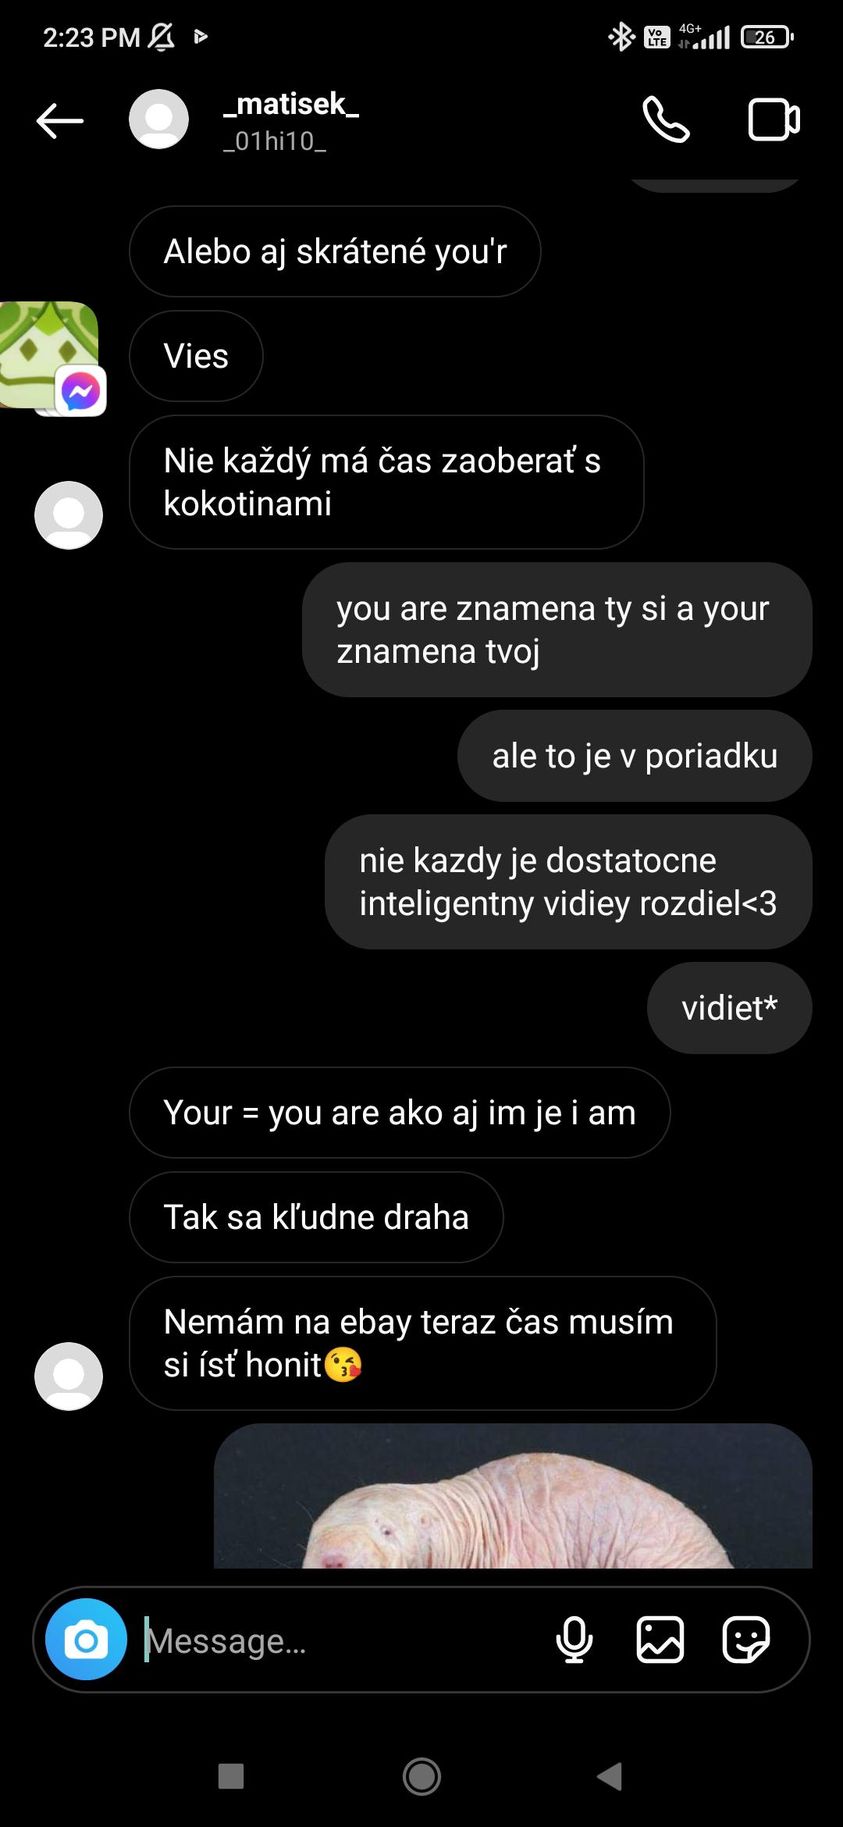 2:23 PM
Vo
LTE
4G+
26
_matisek_
_01hi10_
Alebo aj skrátené you'r
Vies
Nie každý má čas zaoberať s
kokotinami
you are znamena ty si a your
znamena tvoj
ale to je v poriadku
nie kazdy je dostatocne
inteligentny vidiey rozdiel<3
vidiet*
Your = you are ako aj im je i am
Tak sa kľudne draha
Nemám na ebay teraz čas musím
si ísť honit😘
Message...